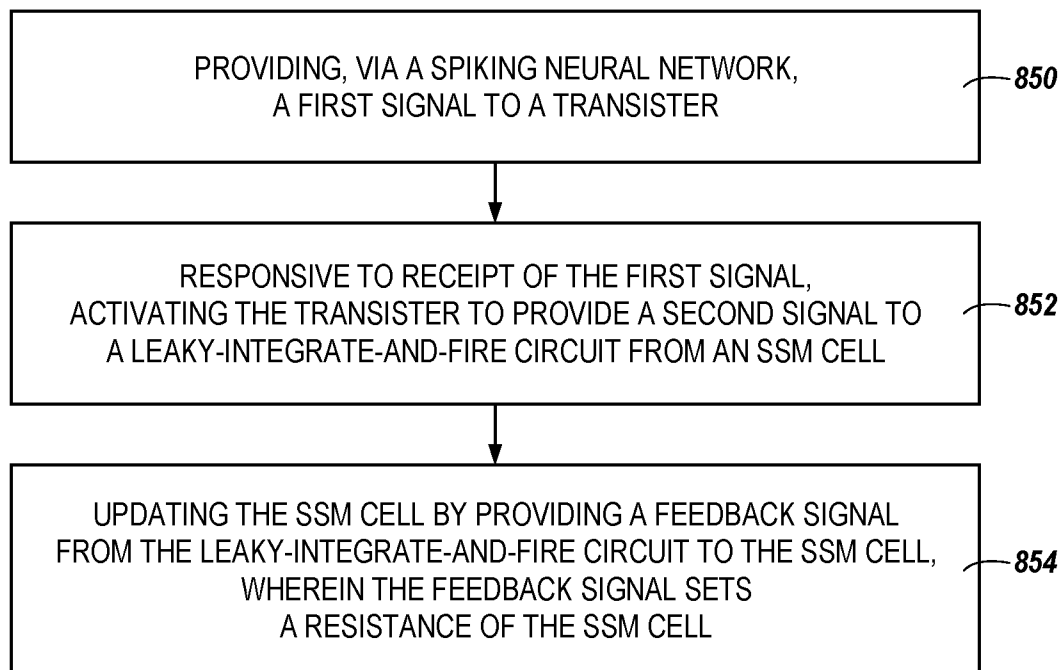 PROVIDING, VIA A SPIKING NEURAL NETWORK,
A FIRST SIGNAL TO A TRANSISTER
850
RESPONSIVE TO RECEIPT OF THE FIRST SIGNAL,
ACTIVATING THE TRANSISTER TO PROVIDE A SECOND SIGNAL TO
A LEAKY-INTEGRATE-AND-FIRE CIRCUIT FROM AN SSM CELL
852
UPDATING THE SSM CELL BY PROVIDING A FEEDBACK SIGNAL
FROM THE LEAKY-INTEGRATE-AND-FIRE CIRCUIT TO THE SSM CELL,
WHEREIN THE FEEDBACK SIGNAL SETS
A RESISTANCE OF THE SSM CELL
854